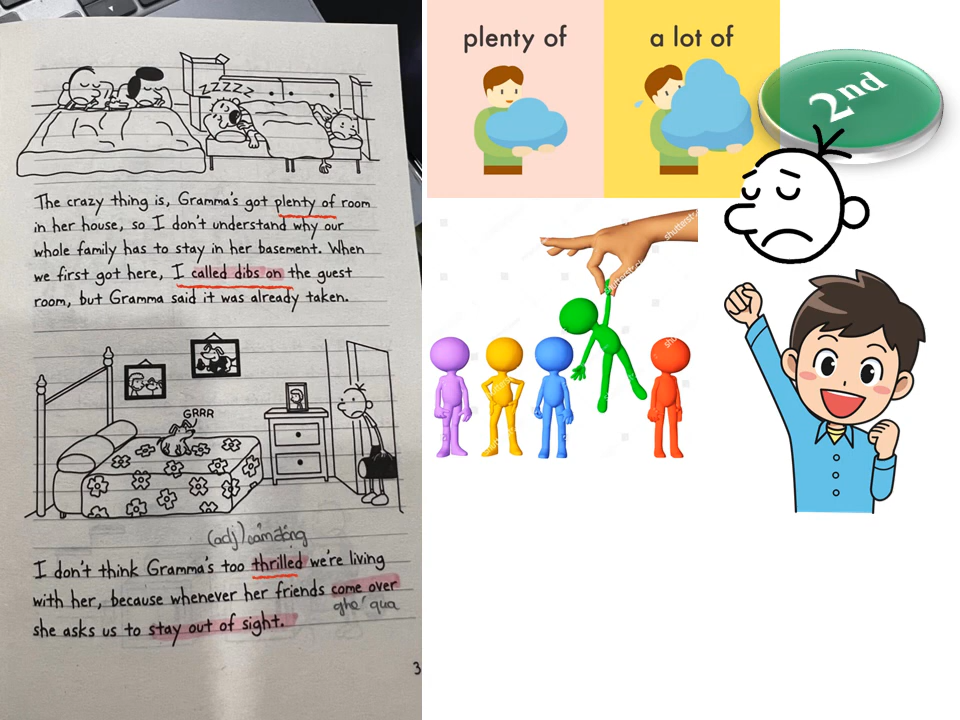 ZZZZZ
The crazy thing is, Gramma's got plenty of room
in her house, so I don't understand why our
whole family has to stay in her basement. When
we first got here, I called dibs on the guest
room, but Gramma said it was already taken.
GRRR
(adj)
I don't think Gramma's too thrilled we're living
with her, because whenever her friends come over
ghé qua
she asks us to stay out of sight.
3
plenty of
a lot of
2nd
shutterstock